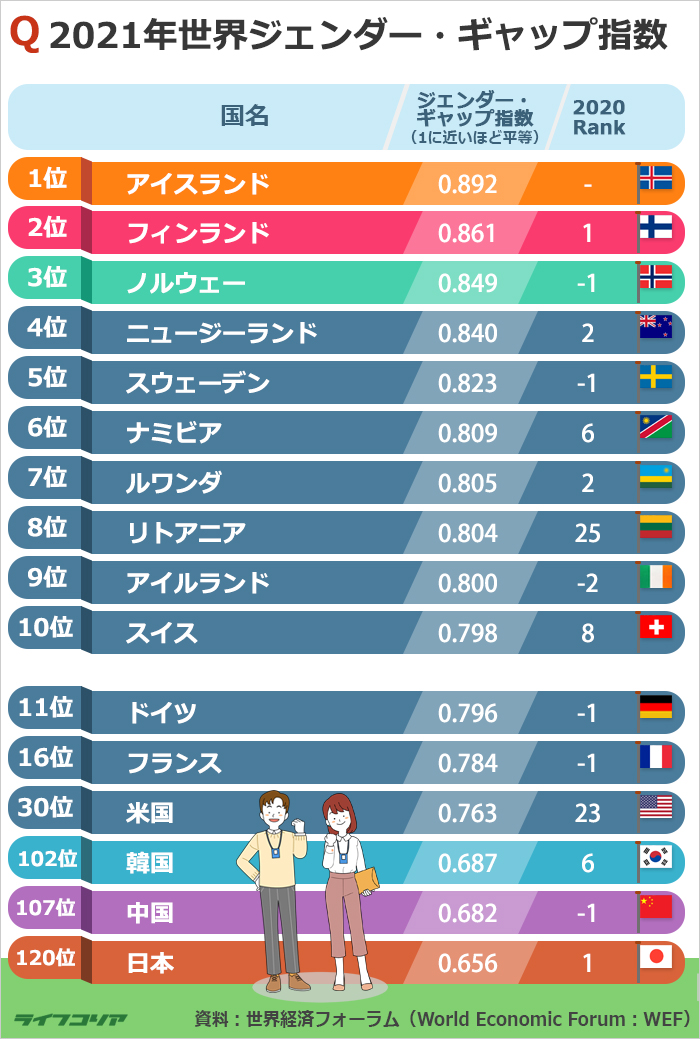 Q 2021年世界ジェンダー・ギャップ指数
国名 ジェンダー・ギャップ指数 (1に近いほど平等) 2020 Rank
1位 アイスランド 0.892 -
2位 フィンランド 0.861 1
3位 ノルウェー 0.849 -1
4位 ニュージーランド 0.840 2
5位 スウェーデン 0.823 -1
6位 ナミビア 0.809 6
7位 ルワンダ 0.805 2
8位 リトアニア 0.804 25
9位 アイルランド 0.800 -2
10位 スイス 0.798 8
11位 ドイツ 0.796 -1
16位 フランス 0.784 -1
30位 米国 0.763 23
102位 韓国 0.687 6
107位 中国 0.682 -1
120位 日本 0.656 1
ライフコリア 資料：世界経済フォーラム（World Economic Forum：WEF）